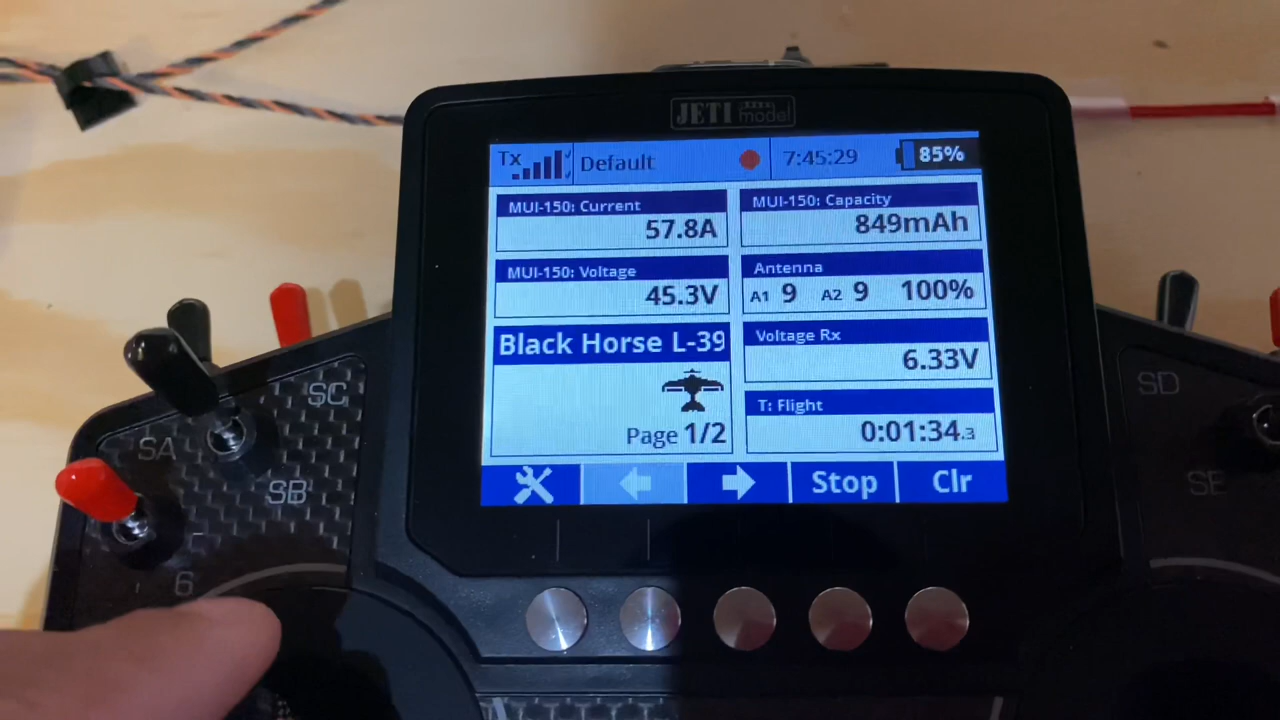 JETI model
Tx Default 7:45:29 85%
MUI-150: Current
57.8A
MUI-150: Capacity
849mAh
MUI-150: Voltage
45.3V
Antenna
A1 9 A2 9 100%
Black Horse L-39
Page 1/2
Voltage Rx
6.33V
T: Flight
0:01:34.3
Stop Clr
SC
SA
SB
6
SD
SE